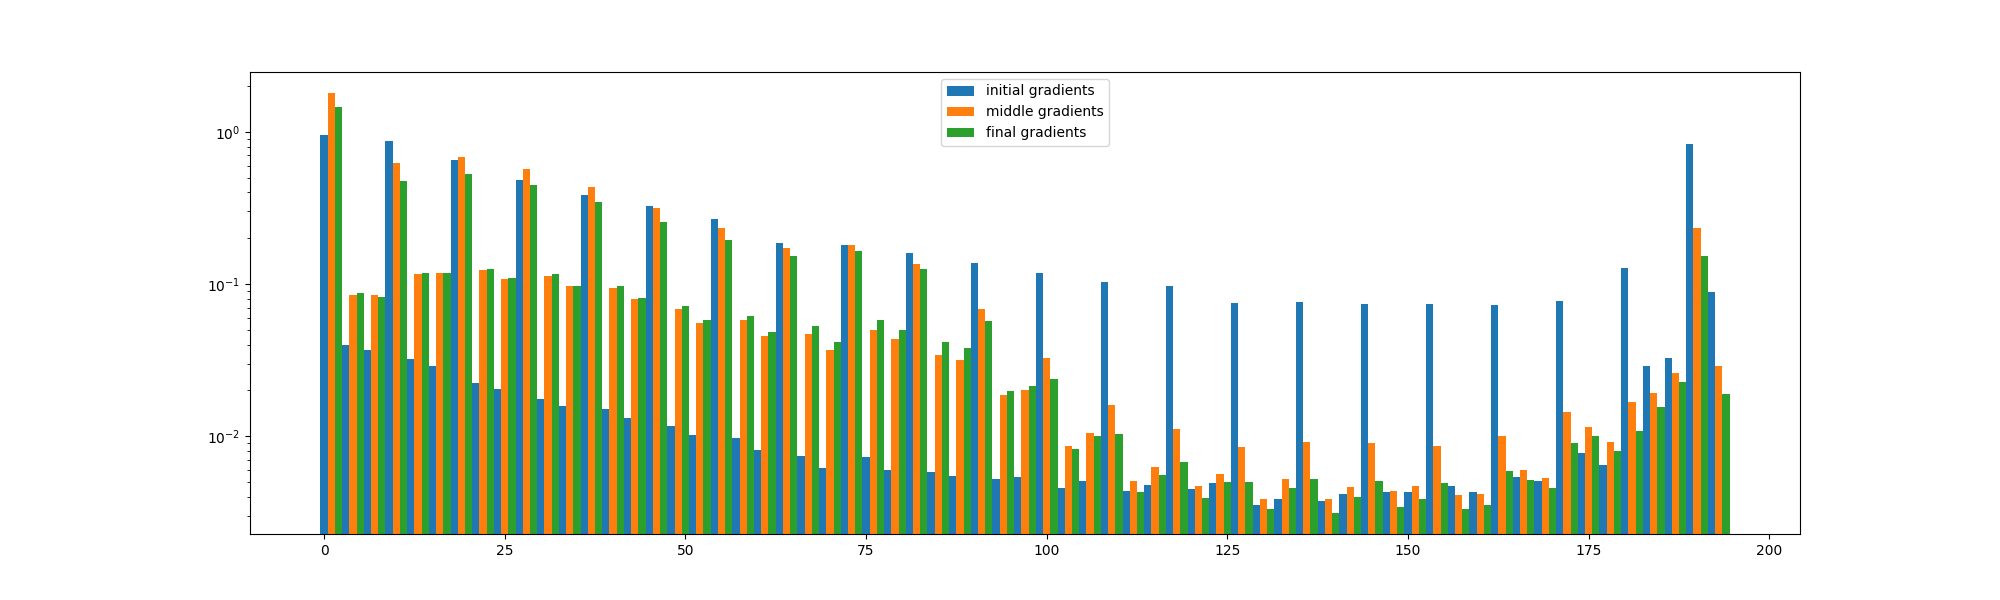 initial gradients
middle gradients
final gradients
10⁰
10⁻¹
10⁻²
0 25 50 75 100 125 150 175 200